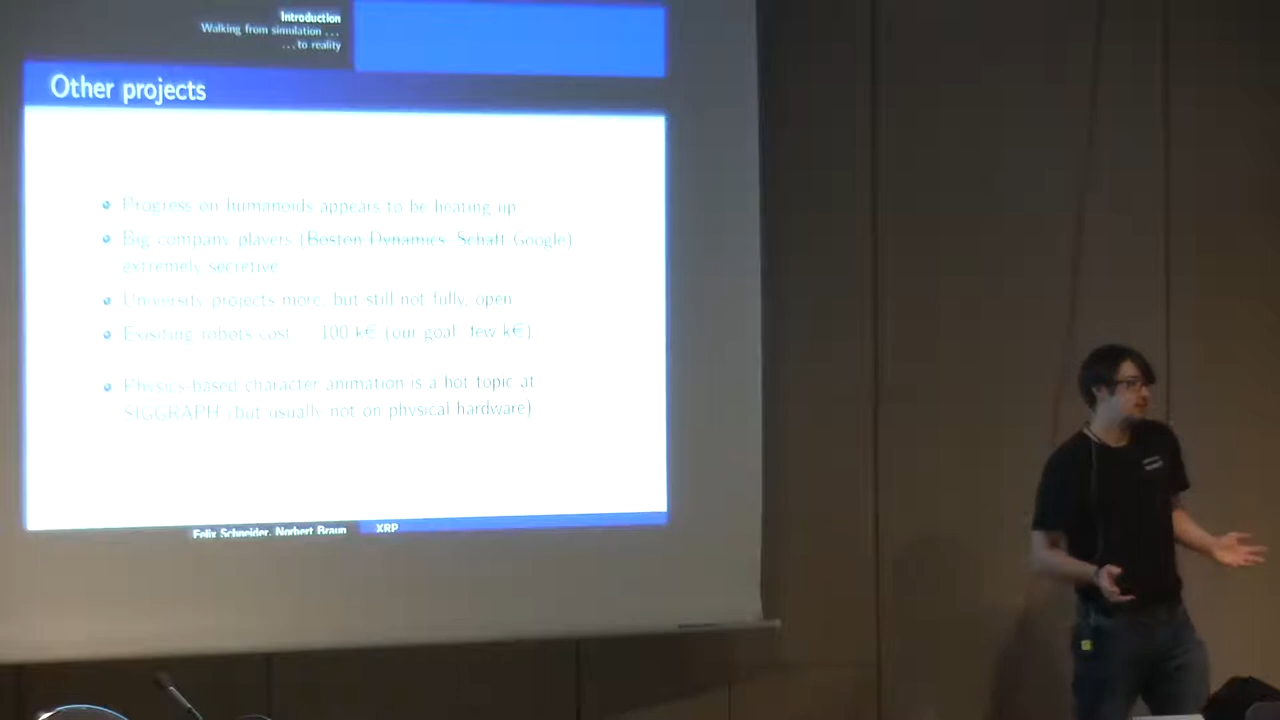 Introduction
Walking from simulation ...
... to reality
Other projects
Progress on humanoids appears to be heating up
Big company players (Boston Dynamics, Schaft Google)
extremely secretive
University projects more, but still not fully, open
Exisiting robots cost 100 k€ (our goal: few k€)
Physics-based character animation is a hot topic at
SIGGRAPH (but usually not on physical hardware)
Felix Schneider, Norbert Braun
XRP